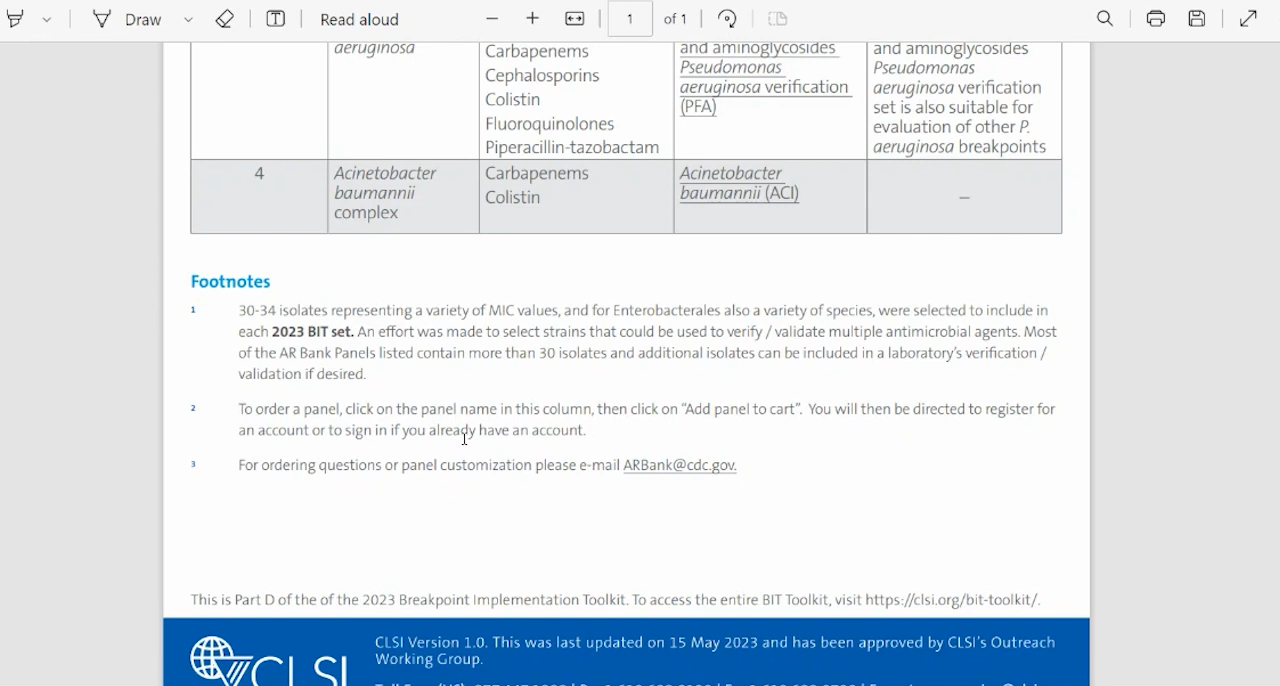 Draw
Read aloud
1
of 1
aeruginosa
Carbapenems
Cephalosporins
Colistin
Fluoroquinolones
Piperacillin-tazobactam
and aminoglycosides
Pseudomonas
aeruginosa verification
(PFA)
and aminoglycosides
Pseudomonas
aeruginosa verification
set is also suitable for
evaluation of other P.
aeruginosa breakpoints
4
Acinetobacter
baumannii
complex
Carbapenems
Colistin
Acinetobacter
baumannii (ACI)
–
Footnotes
1 30-34 isolates representing a variety of MIC values, and for Enterobacterales also a variety of species, were selected to include in
each 2023 BIT set. An effort was made to select strains that could be used to verify / validate multiple antimicrobial agents. Most
of the AR Bank Panels listed contain more than 30 isolates and additional isolates can be included in a laboratory's verification /
validation if desired.
2 To order a panel, click on the panel name in this column, then click on “Add panel to cart”. You will then be directed to register for
an account or to sign in if you already have an account.
3 For ordering questions or panel customization please e-mail ARBank@cdc.gov.
This is Part D of the of the 2023 Breakpoint Implementation Toolkit. To access the entire BIT Toolkit, visit https://clsi.org/bit-toolkit/.
CLSI
CLSI Version 1.0. This was last updated on 15 May 2023 and has been approved by CLSI's Outreach
Working Group.